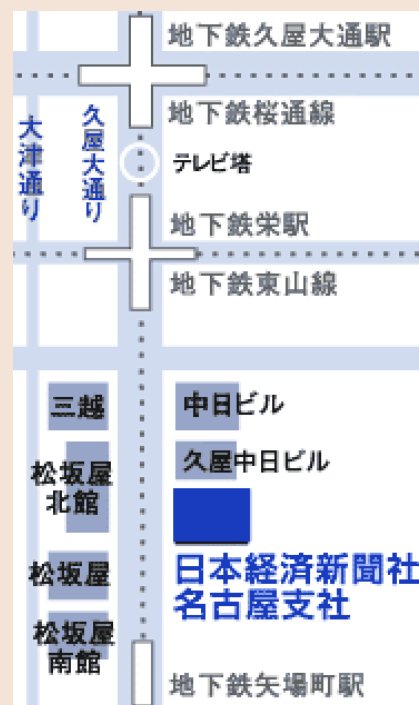 地下鉄久屋大通駅
地下鉄桜通線
大津通り
久屋大通り
テレビ塔
地下鉄栄駅
地下鉄東山線
三越
中日ビル
久屋中日ビル
松坂屋
北館
日本経済新聞社
名古屋支社
松坂屋
松坂屋
南館
地下鉄矢場町駅